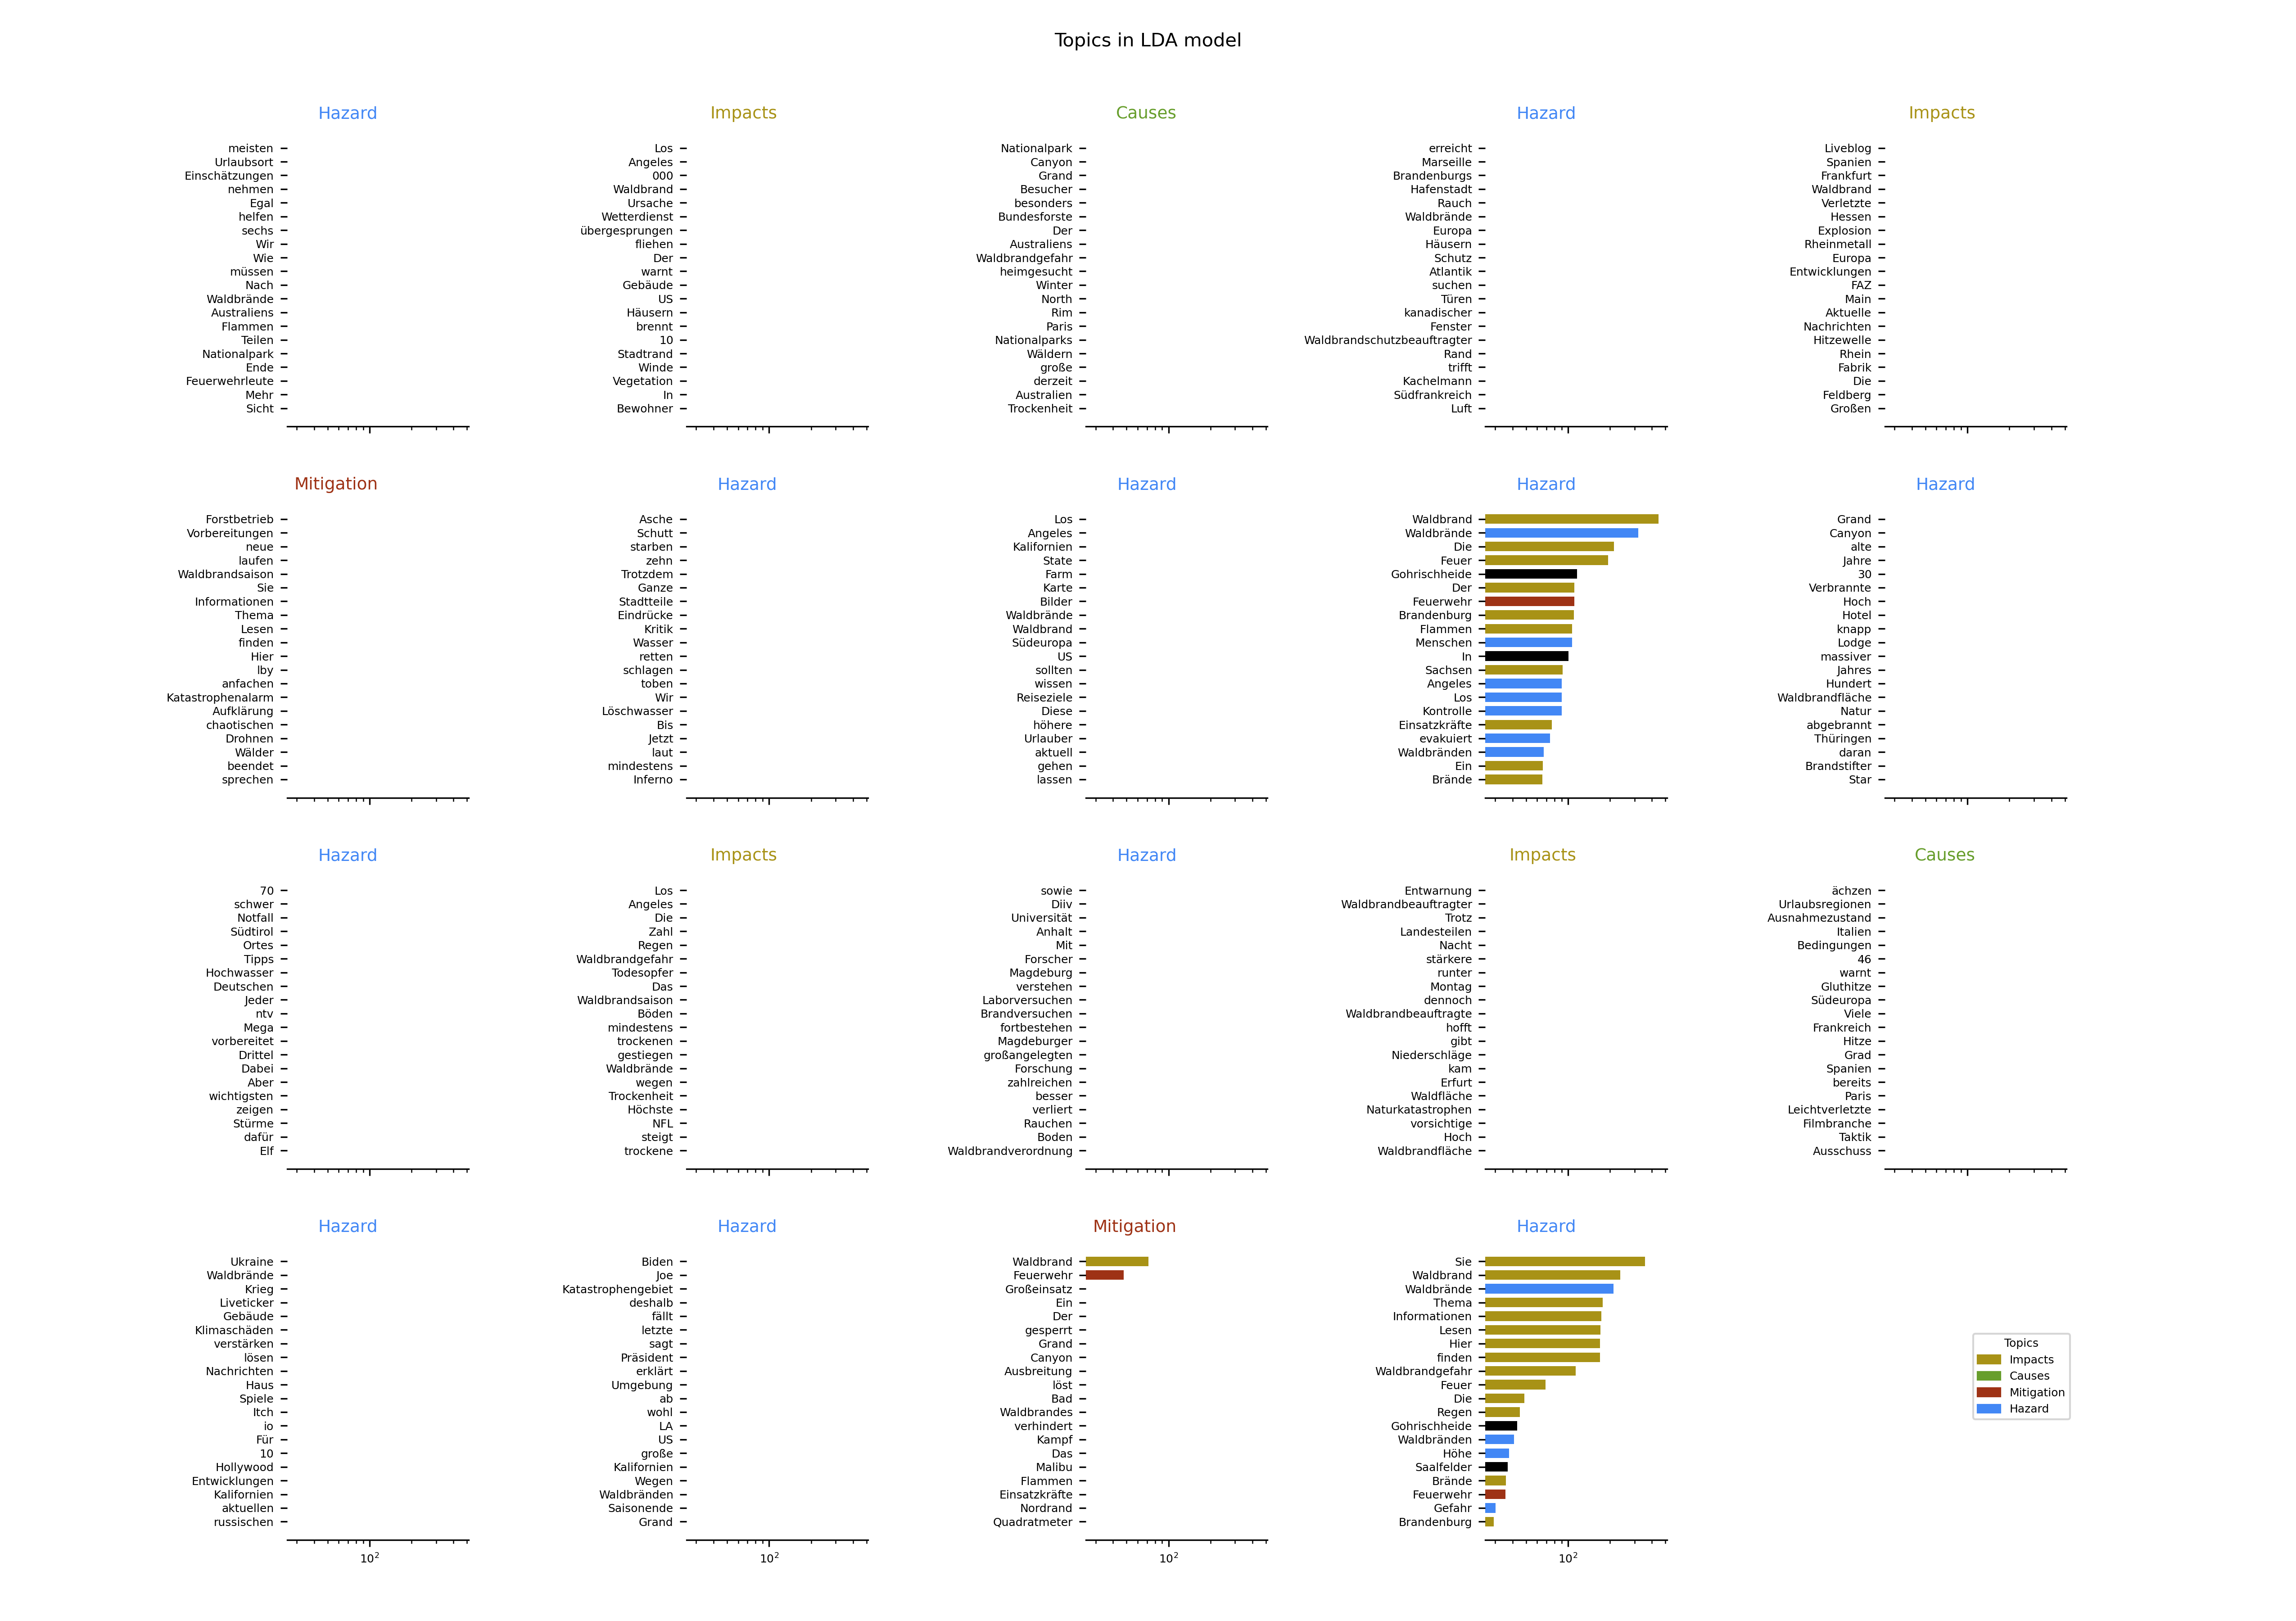 Topics in LDA model
Hazard
meisten
Urlaubsort
Einschätzungen
nehmen
Egal
helfen
sechs
Wir
Wie
müssen
Nach
Waldbrände
Australiens
Flammen
Teilen
Nationalpark
Ende
Feuerwehrleute
Mehr
Sicht
Impacts
Los
Angeles
000
Waldbrand
Ursache
Wetterdienst
übergesprungen
fliehen
Der
warnt
Gebäude
US
Häusern
brennt
10
Stadtrand
Winde
Vegetation
In
Bewohner
Causes
Nationalpark
Canyon
Grand
Besucher
besonders
Bundesforste
Der
Australiens
Waldbrandgefahr
heimgesucht
Winter
North
Rim
Paris
Nationalparks
Wäldern
große
derzeit
Australien
Trockenheit
Hazard
erreicht
Marseille
Brandenburgs
Hafenstadt
Rauch
Waldbrände
Europa
Häusern
Schutz
Atlantik
suchen
Türen
kanadischer
Fenster
Waldbrandschutzbeauftragter
Rand
trifft
Kachelmann
Südfrankreich
Luft
Impacts
Liveblog
Spanien
Frankfurt
Waldbrand
Verletzte
Hessen
Explosion
Rheinmetall
Europa
Entwicklungen
FAZ
Main
Aktuelle
Nachrichten
Hitzewelle
Rhein
Fabrik
Die
Feldberg
Großen
Mitigation
Forstbetrieb
Vorbereitungen
neue
laufen
Waldbrandsaison
Sie
Informationen
Thema
Lesen
finden
Hier
lby
anfachen
Katastrophenalarm
Aufklärung
chaotischen
Drohnen
Wälder
beendet
sprechen
Hazard
Asche
Schutt
starben
zehn
Trotzdem
Ganze
Stadtteile
Eindrücke
Kritik
Wasser
retten
schlagen
toben
Wir
Löschwasser
Bis
Jetzt
laut
mindestens
Inferno
Hazard
Los
Angeles
Kalifornien
State
Farm
Karte
Bilder
Waldbrände
Waldbrand
Südeuropa
US
sollten
wissen
Reiseziele
Diese
höhere
Urlauber
aktuell
gehen
lassen
Hazard
Waldbrand
Waldbrände
Die
Feuer
Gohrischheide
Der
Feuerwehr
Brandenburg
Flammen
Menschen
In
Sachsen
Angeles
Los
Kontrolle
Einsatzkräfte
evakuiert
Waldbränden
Ein
Brände
Hazard
Grand
Canyon
alte
Jahre
30
Verbrannte
Hoch
Hotel
knapp
Lodge
massiver
Jahres
Hundert
Waldbrandfläche
Natur
abgebrannt
Thüringen
daran
Brandstifter
Star
Hazard
70
schwer
Notfall
Südtirol
Ortes
Tipps
Hochwasser
Deutschen
Jeder
ntv
Mega
vorbereitet
Drittel
Dabei
Aber
wichtigsten
zeigen
Stürme
dafür
Elf
Impacts
Los
Angeles
Die
Zahl
Regen
Waldbrandgefahr
Todesopfer
Das
Waldbrandsaison
Böden
mindestens
trockenen
gestiegen
Waldbrände
wegen
Trockenheit
Höchste
NFL
steigt
trockene
Hazard
sowie
Diiv
Universität
Anhalt
Mit
Forscher
Magdeburg
verstehen
Laborversuchen
Brandversuchen
fortbestehen
Magdeburger
großangelegten
Forschung
zahlreichen
besser
verliert
Rauchen
Boden
Waldbrandverordnung
Impacts
Entwarnung
Waldbrandbeauftragter
Trotz
Landesteilen
Nacht
stärkere
runter
Montag
dennoch
Waldbrandbeauftragte
hofft
gibt
Niederschläge
kam
Erfurt
Waldfläche
Naturkatastrophen
vorsichtige
Hoch
Waldbrandfläche
Causes
ächzen
Urlaubsregionen
Ausnahmezustand
Italien
Bedingungen
46
warnt
Gluthitze
Südeuropa
Viele
Frankreich
Hitze
Grad
Spanien
bereits
Paris
Leichtverletzte
Filmbranche
Taktik
Ausschuss
Hazard
Ukraine
Waldbrände
Krieg
Liveticker
Gebäude
Klimaschäden
verstärken
lösen
Nachrichten
Haus
Spiele
Itch
io
Für
10
Hollywood
Entwicklungen
Kalifornien
aktuellen
russischen
10²
Hazard
Biden
Joe
Katastrophengebiet
deshalb
fällt
letzte
sagt
Präsident
erklärt
Umgebung
ab
wohl
LA
US
große
Kalifornien
Wegen
Waldbränden
Saisonende
Grand
10²
Mitigation
Waldbrand
Feuerwehr
Großeinsatz
Ein
Der
gesperrt
Grand
Canyon
Ausbreitung
löst
Bad
Waldbrandes
verhindert
Kampf
Das
Malibu
Flammen
Einsatzkräfte
Nordrand
Quadratmeter
10²
Hazard
Sie
Waldbrand
Waldbrände
Thema
Informationen
Lesen
Hier
finden
Waldbrandgefahr
Feuer
Die
Regen
Gohrischheide
Waldbränden
Höhe
Saalfelder
Brände
Feuerwehr
Gefahr
Brandenburg
10²
Topics
Impacts
Causes
Mitigation
Hazard